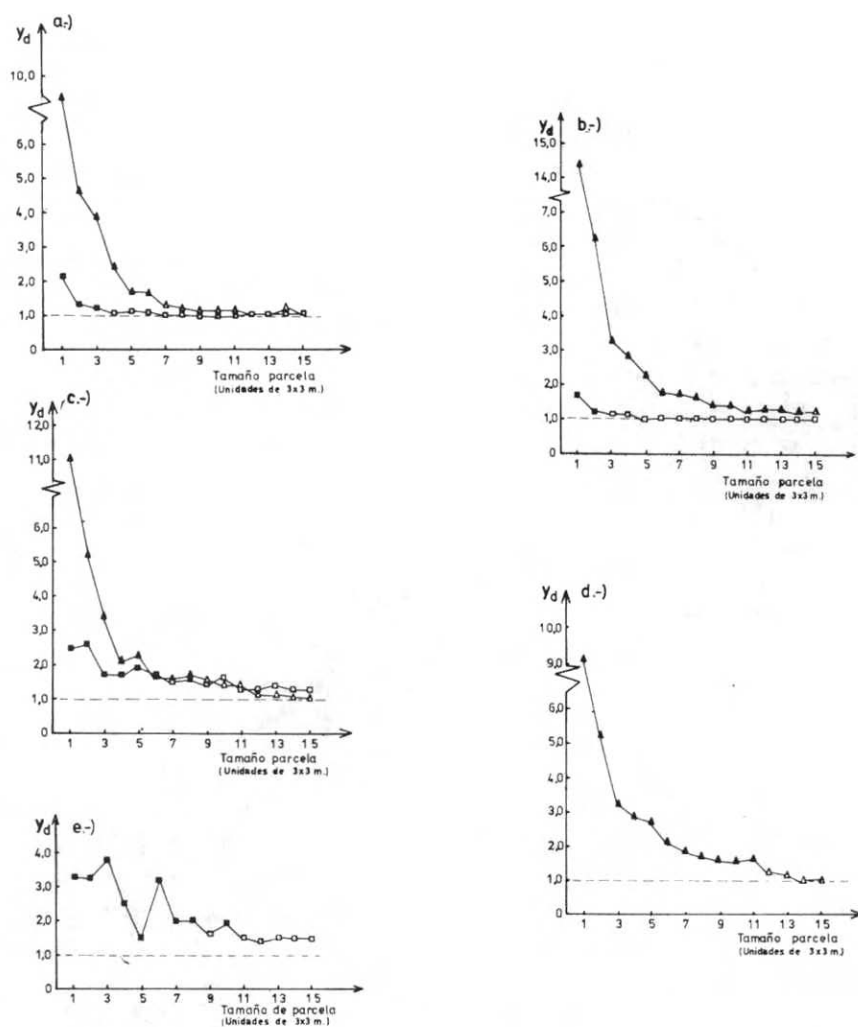 y_d a.-)
10,0
6,0
5,0
4,0
3,0
2,0
1,0
0
1 3 5 7 9 11 13 15
Tamaño parcela
(Unidades de 3x3 m.)
y_d b.-)
15,0
14,0
7,0
6,0
5,0
4,0
3,0
2,0
1,0
0
1 3 5 7 9 11 13 15
Tamaño parcela
(Unidades de 3x3 m.)
y_d c.-)
12,0
11,0
6,0
5,0
4,0
3,0
2,0
1,0
0
1 3 5 7 9 11 13 15
Tamaño parcela
(Unidades de 3x3 m.)
y_d d.-)
10,0
9,0
6,0
5,0
4,0
3,0
2,0
1,0
0
1 3 5 7 9 11 13 15
Tamaño parcela
(Unidades de 3x3 m.)
y_d e.-)
4,0
3,0
2,0
1,0
0
1 3 5 7 9 11 13 15
Tamaño de parcela
(Unidades de 3x3 m.)